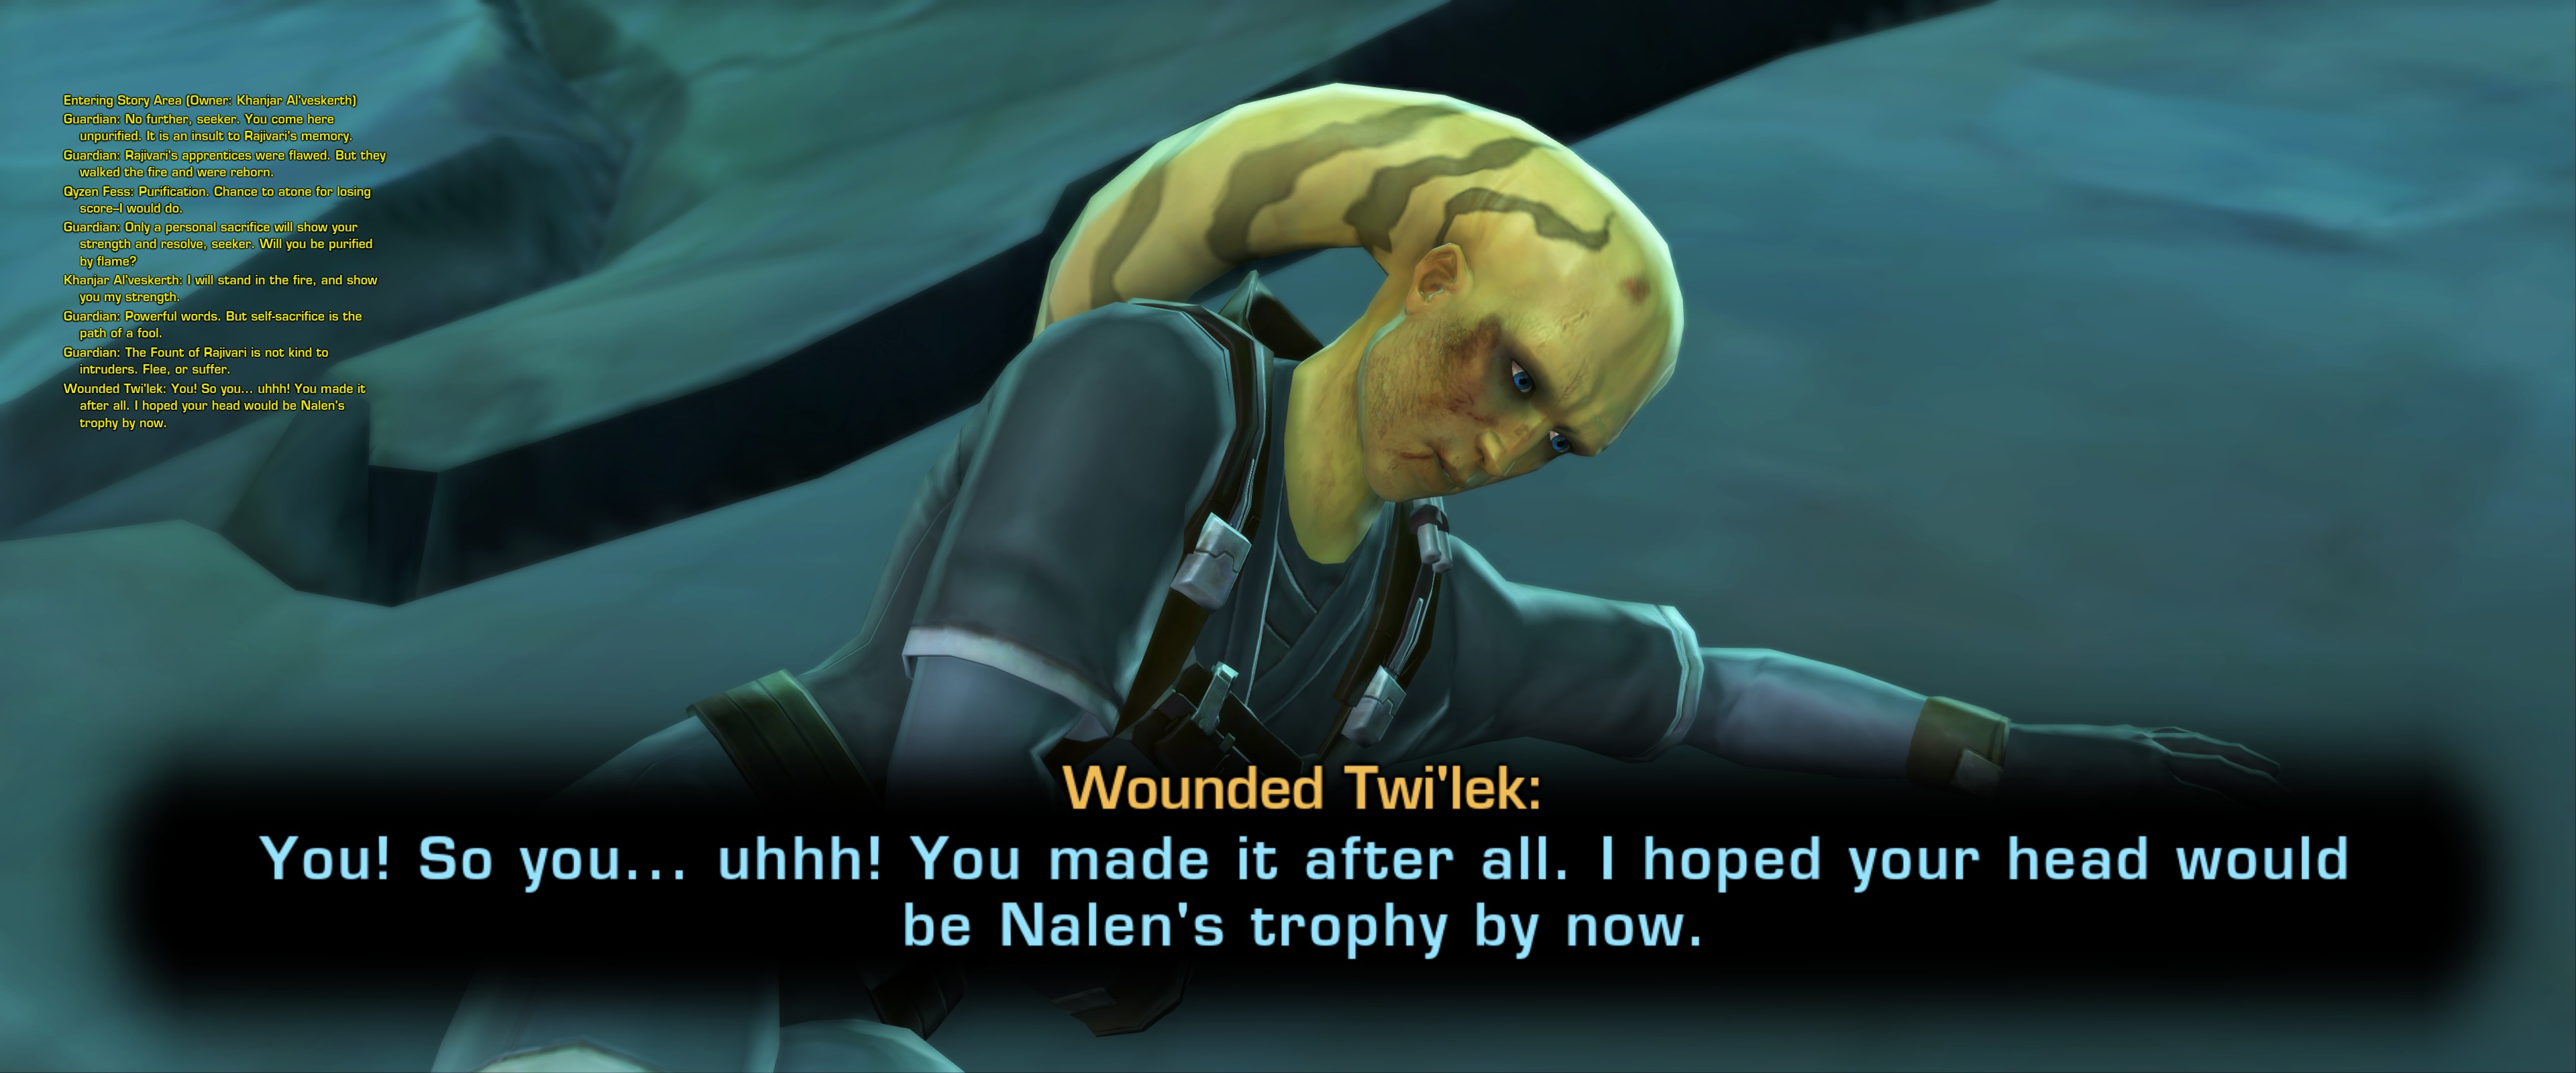 Entering Story Area (Owner: Khanjar Al'veskerth)
Guardian: No further, seeker. You come here
unpurified. It is an insult to Rajivari's memory.
Guardian: Rajivari's apprentices were flawed. But they
walked the fire and were reborn.
Qyzen Fess: Purification. Chance to atone for losing
score–I would do.
Guardian: Only a personal sacrifice will show your
strength and resolve, seeker. Will you be purified
by flame?
Khanjar Al'veskerth: I will stand in the fire, and show
you my strength.
Guardian: Powerful words. But self-sacrifice is the
path of a fool.
Guardian: The Fount of Rajivari is not kind to
intruders. Flee, or suffer.
Wounded Twi'lek: You! So you... uhhh! You made it
after all. I hoped your head would be Nalen's
trophy by now.
Wounded Twi'lek:
You! So you... uhhh! You made it after all. I hoped your head would
be Nalen's trophy by now.